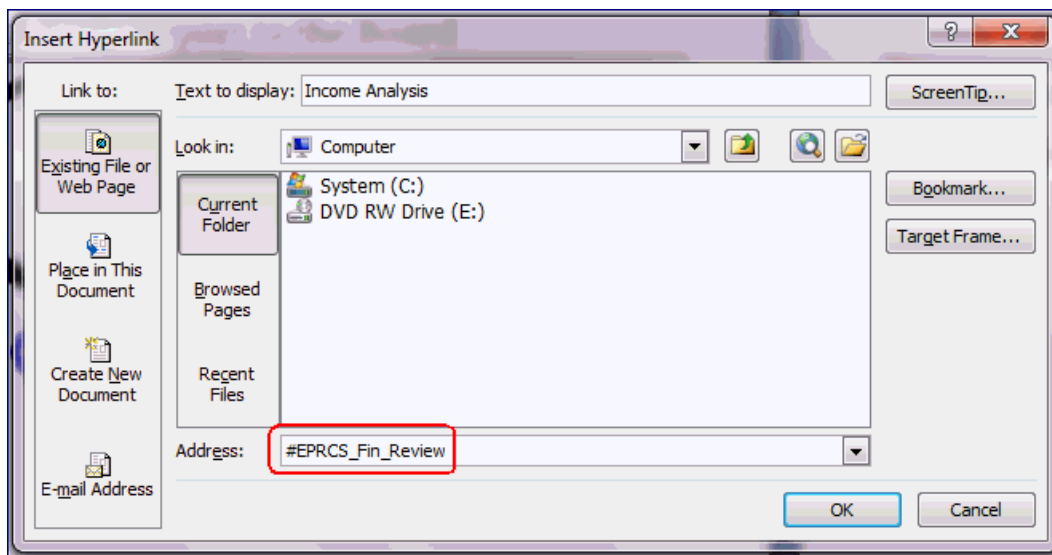 Insert Hyperlink
Link to:
Text to display: Income Analysis
ScreenTip...
Existing File or
Web Page
Place in This
Document
Create New
Document
E-mail Address
Look in: Computer
Current
Folder
Browsed
Pages
Recent
Files
System (C:)
DVD RW Drive (E:)
Bookmark...
Target Frame...
Address: #EPRCS_Fin_Review
OK
Cancel